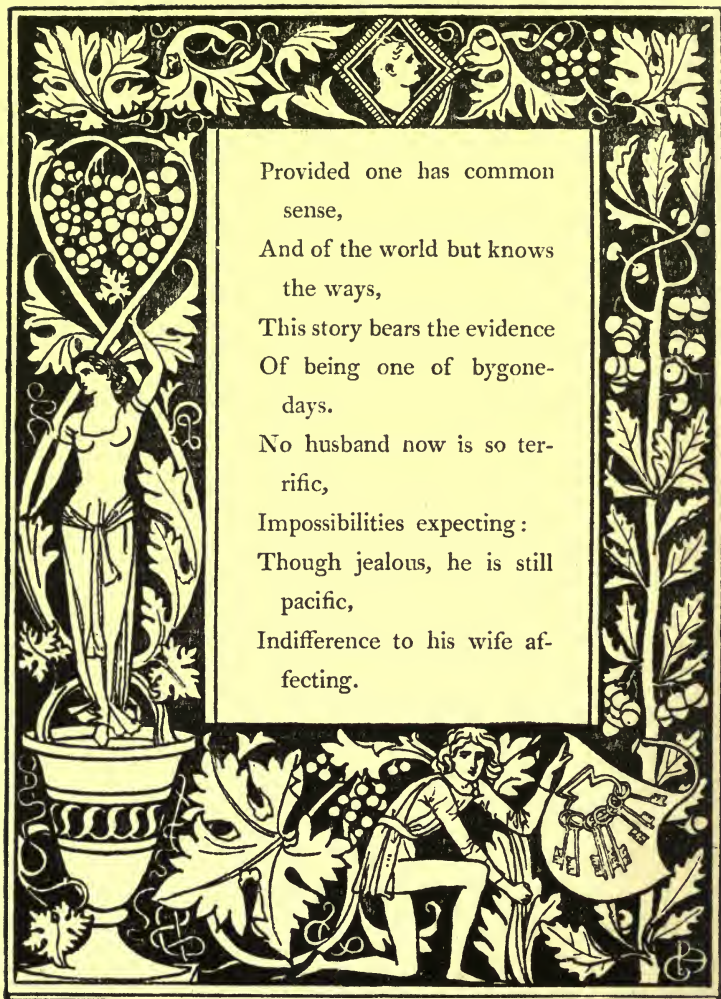 Provided one has common
sense,
And of the world but knows
the ways,
This story bears the evidence
Of being one of bygone-
days.
No husband now is so ter-
rific,
Impossibilities expecting :
Though jealous, he is still
pacific,
Indifference to his wife af-
fecting.